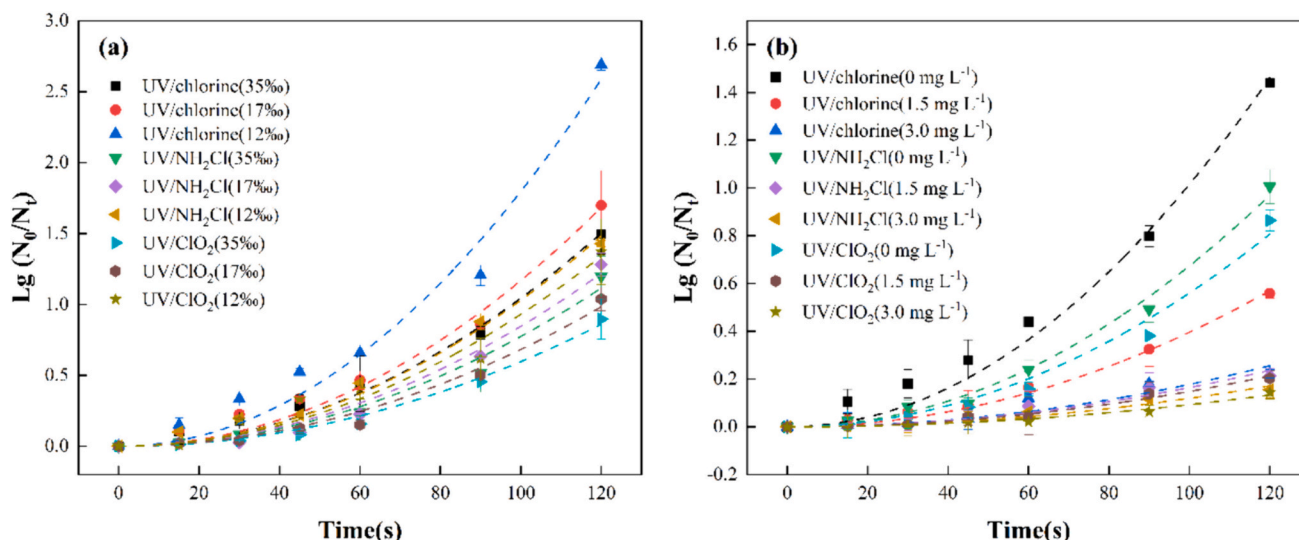 (a)
Lg (N₀/Nₜ)
3.0
2.5
2.0
1.5
1.0
0.5
0.0
UV/chlorine(35‰)
UV/chlorine(17‰)
UV/chlorine(12‰)
UV/NH₂Cl(35‰)
UV/NH₂Cl(17‰)
UV/NH₂Cl(12‰)
UV/ClO₂(35‰)
UV/ClO₂(17‰)
UV/ClO₂(12‰)
0 20 40 60 80 100 120
Time(s)
(b)
Lg (N₀/Nₜ)
1.6
1.4
1.2
1.0
0.8
0.6
0.4
0.2
0.0
-0.2
UV/chlorine(0 mg L⁻¹)
UV/chlorine(1.5 mg L⁻¹)
UV/chlorine(3.0 mg L⁻¹)
UV/NH₂Cl(0 mg L⁻¹)
UV/NH₂Cl(1.5 mg L⁻¹)
UV/NH₂Cl(3.0 mg L⁻¹)
UV/ClO₂(0 mg L⁻¹)
UV/ClO₂(1.5 mg L⁻¹)
UV/ClO₂(3.0 mg L⁻¹)
0 20 40 60 80 100 120
Time(s)